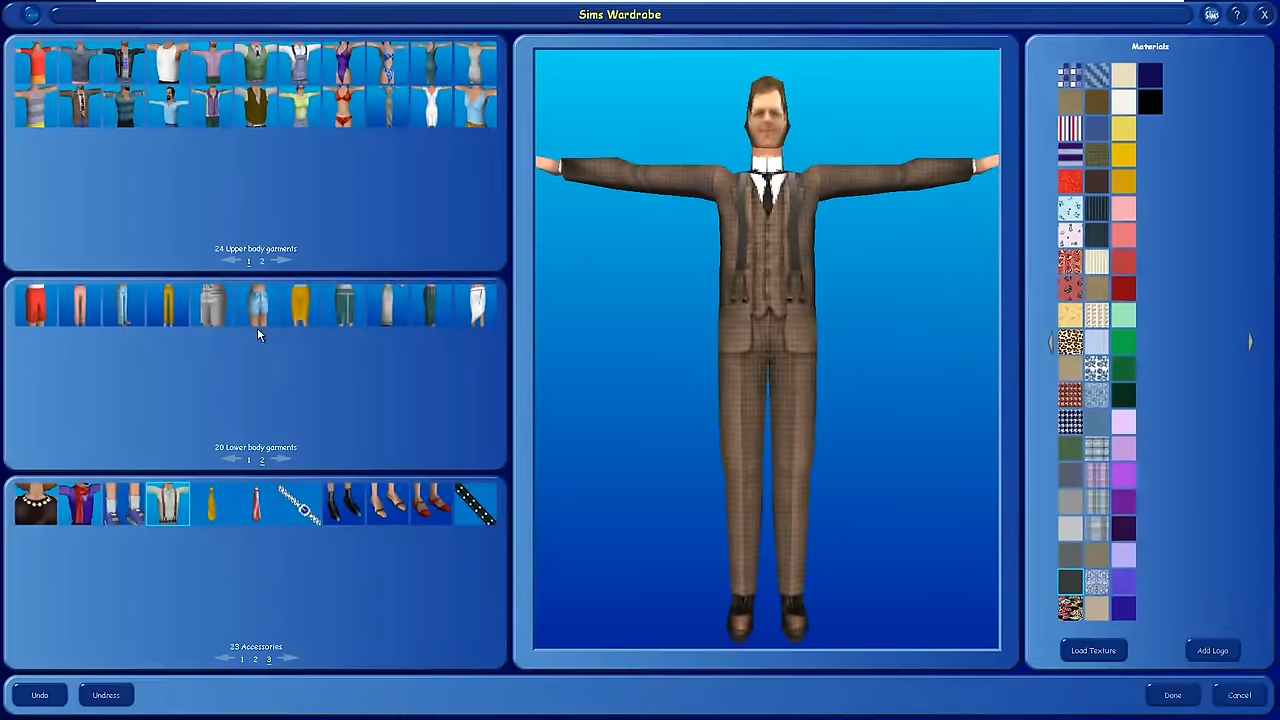 Sims Wardrobe
SIMS
?
X
Materials
24 Upper body garments
1 2
20 Lower body garments
1 2
23 Accessories
1 2 3
Load Texture
Add Logo
Undo
Undress
Done
Cancel